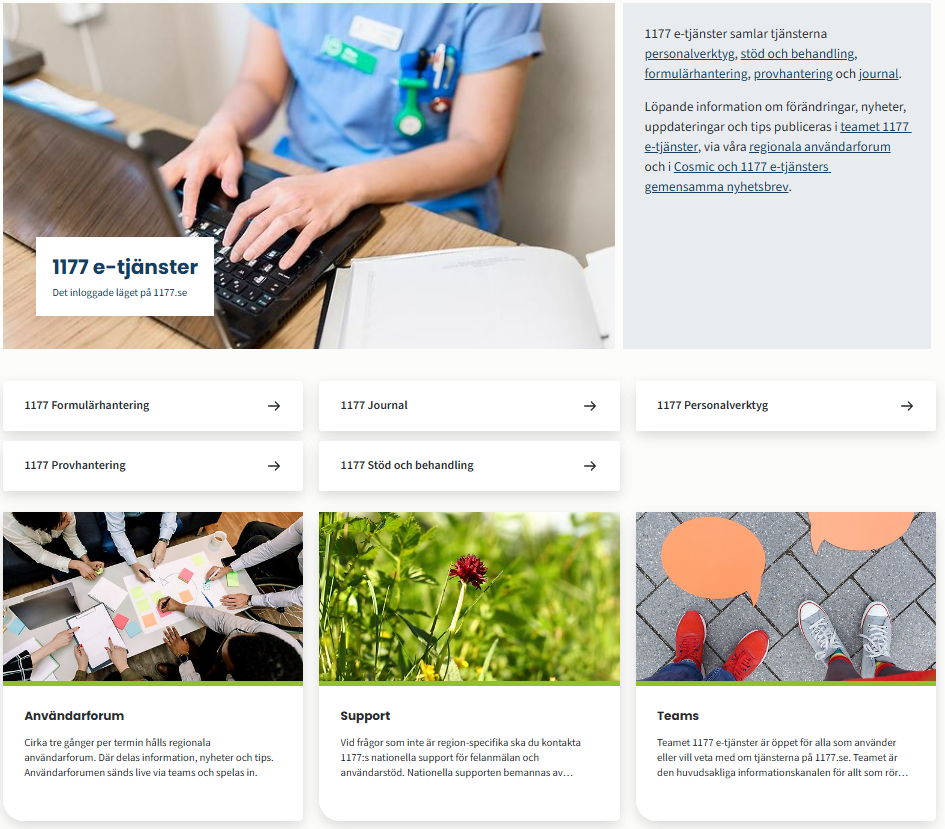 1177 e-tjänster
Det inloggade läget på 1177.se
1177 e-tjänster samlar tjänsterna
personalverktyg, stöd och behandling,
formulärhantering, provhantering och journal.
Löpande information om förändringar, nyheter,
uppdateringar och tips publiceras i teamet 1177
e-tjänster, via våra regionala användarforum
och i Cosmic och 1177 e-tjänsters
gemensamma nyhetsbrev.
1177 Formulärhantering
1177 Journal
1177 Personalverktyg
1177 Provhantering
1177 Stöd och behandling
Användarforum
Cirka tre gånger per termin hålls regionala
användarforum. Där delas information, nyheter och tips.
Användarforumen sänds live via teams och spelas in.
Support
Vid frågor som inte är region-specifika ska du kontakta
1177:s nationella support för felanmälan och
användarstöd. Nationella supporten bemannas av…
Teams
Teamet 1177 e-tjänster är öppet för alla som använder
eller vill veta med om tjänsterna på 1177.se. Teamet är
den huvudsakliga informationskanalen för allt som rör…